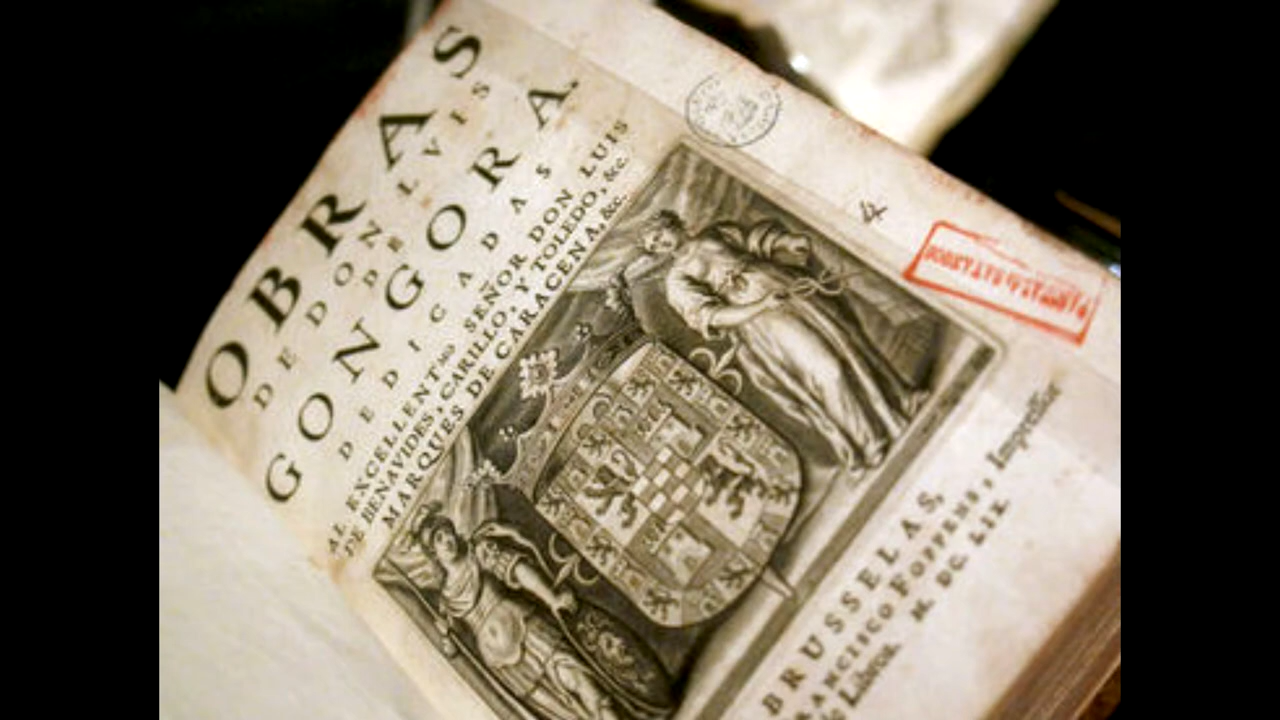 OBRAS
DE DON LVIS
DE
GONGORA.
DEDICADAS
AL EXCELLENT.MO SEÑOR DON LUIS
DE BENAVIDES, CARILLO, Y TOLEDO, &c.
MARQUES DE CARACENA, &c.
4
BRUSSELAS,
FRANCISCO FOPPENS, Impressor
de Libros. M. DC. LIX.